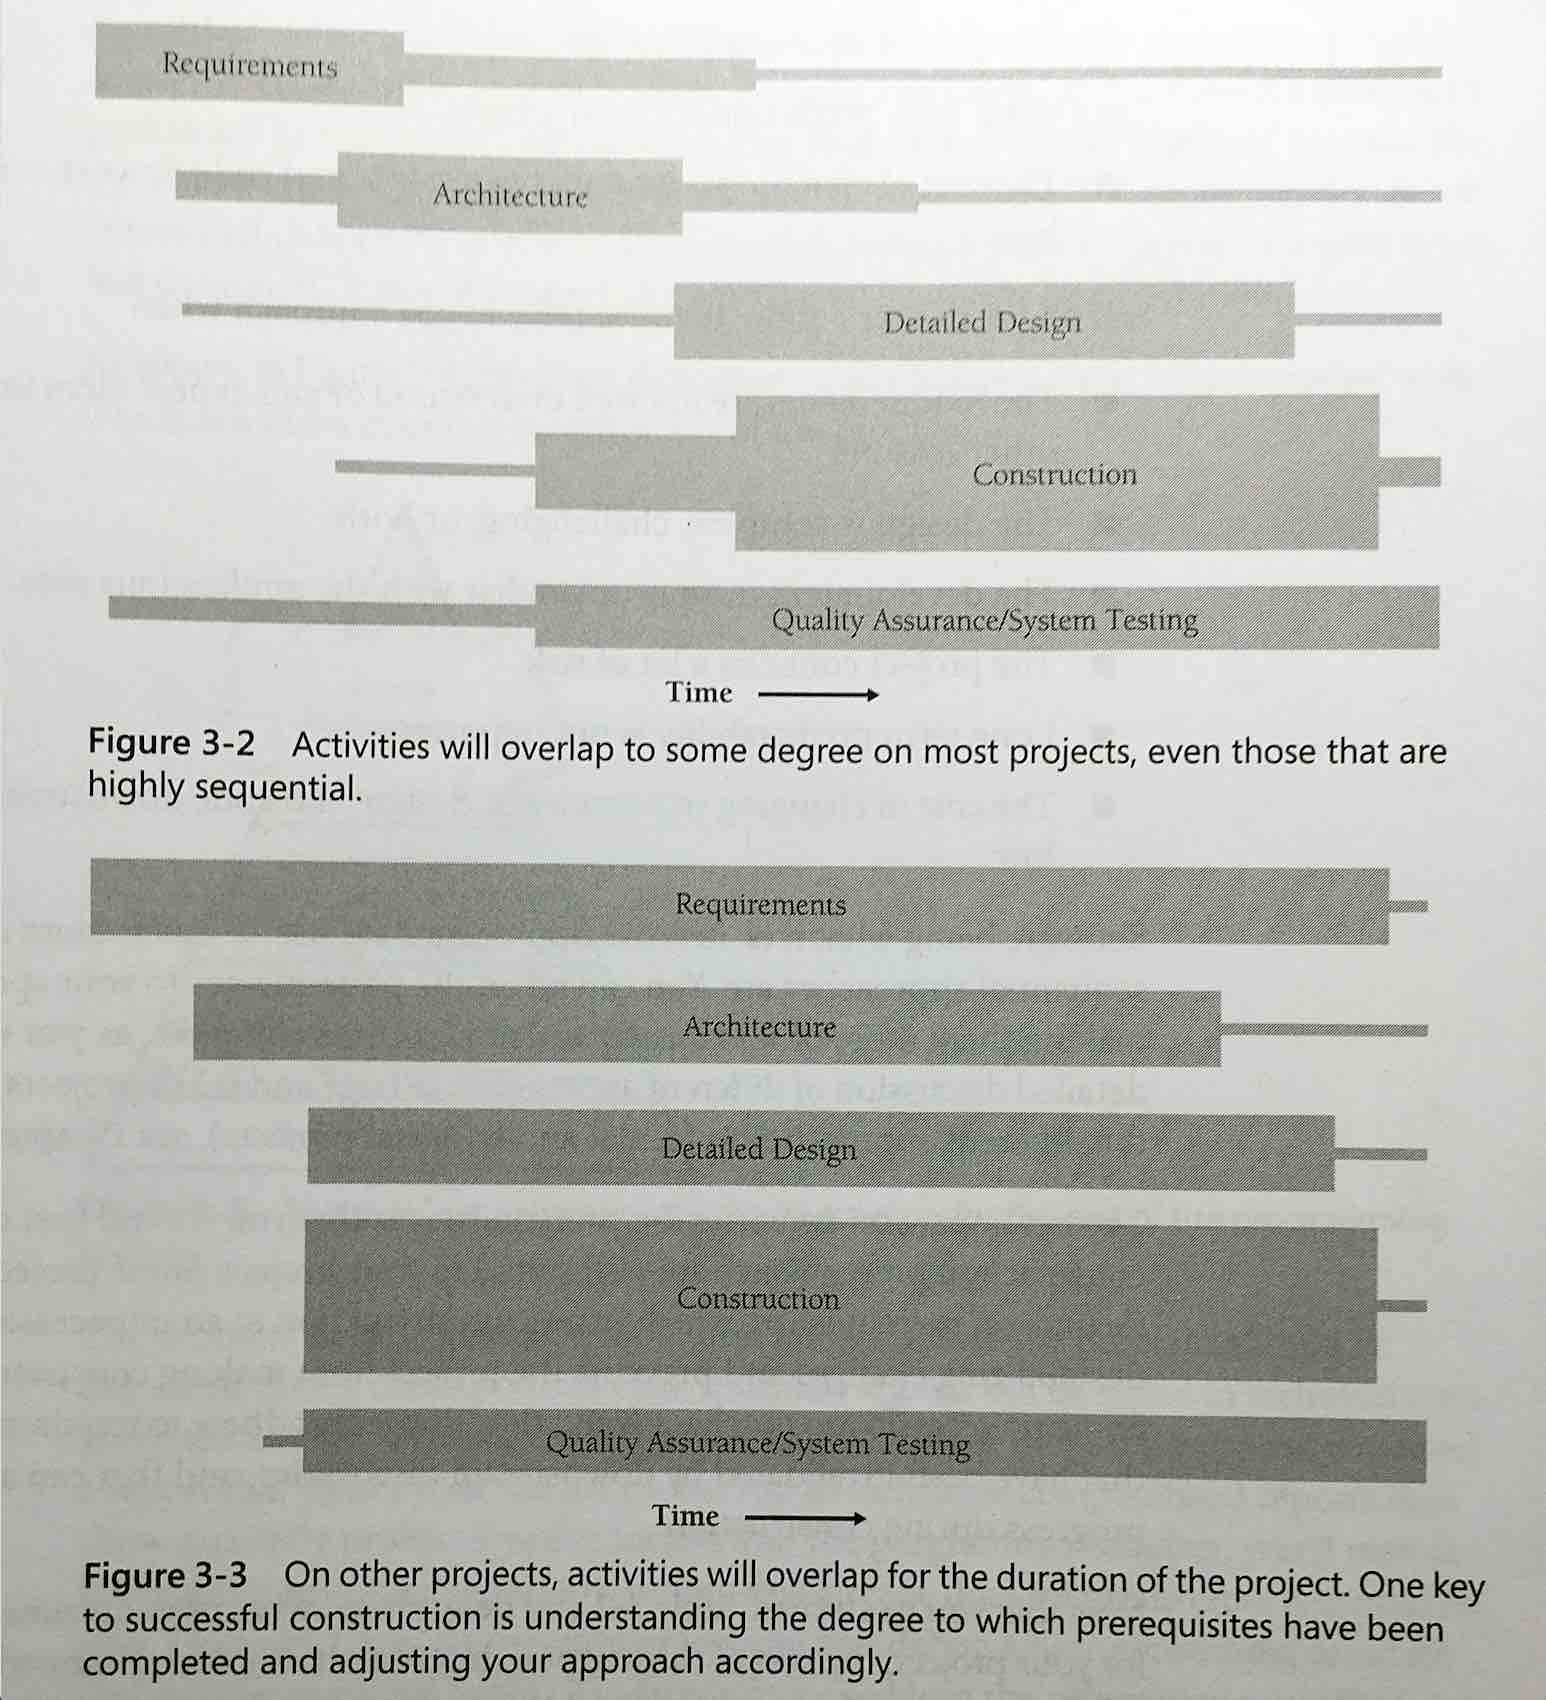 Requirements
Architecture
Detailed Design
Construction
Quality Assurance/System Testing
Time
Figure 3-2 Activities will overlap to some degree on most projects, even those that are
highly sequential.
Requirements
Architecture
Detailed Design
Construction
Quality Assurance/System Testing
Time
Figure 3-3 On other projects, activities will overlap for the duration of the project. One key
to successful construction is understanding the degree to which prerequisites have been
completed and adjusting your approach accordingly.